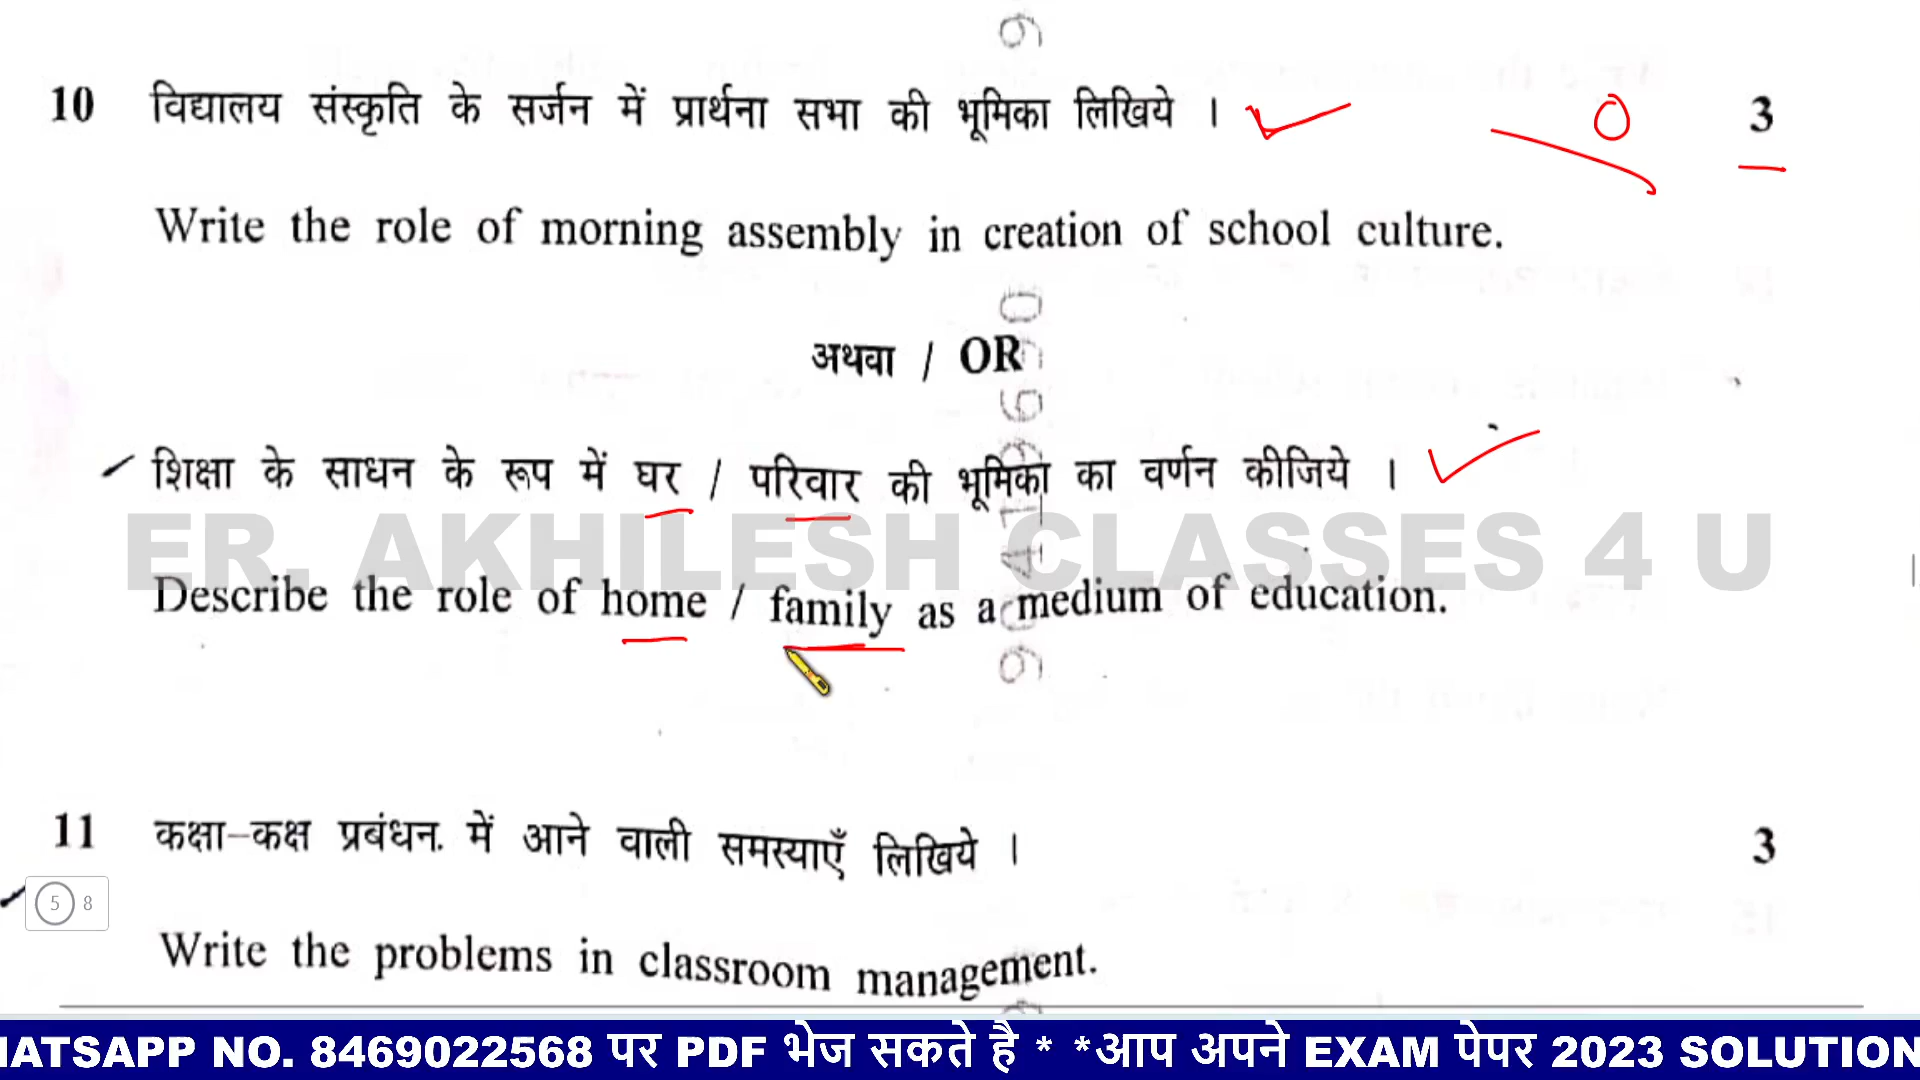 10 विद्यालय संस्कृति के सर्जन में प्रार्थना सभा की भूमिका लिखिये । 3
Write the role of morning assembly in creation of school culture.
अथवा / OR
शिक्षा के साधन के रूप में घर / परिवार की भूमिका का वर्णन कीजिये ।
ER. AKHILESH CLASSES 4 U
Describe the role of home / family as a medium of education.
11 कक्षा-कक्ष प्रबंधन में आने वाली समस्याएँ लिखिये । 3
5 8
Write the problems in classroom management.
HATSAPP NO. 8469022568 पर PDF भेज सकते है * *आप अपने EXAM पेपर 2023 SOLUTION